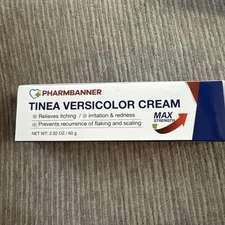 PHARMBANNER
TINEA VERSICOLOR CREAM
Relieves itching / irritation & redness
Prevents recurrence of flaking and scaling
MAX
STRENGTH
NET WT: 2.02 OZ / 60 g